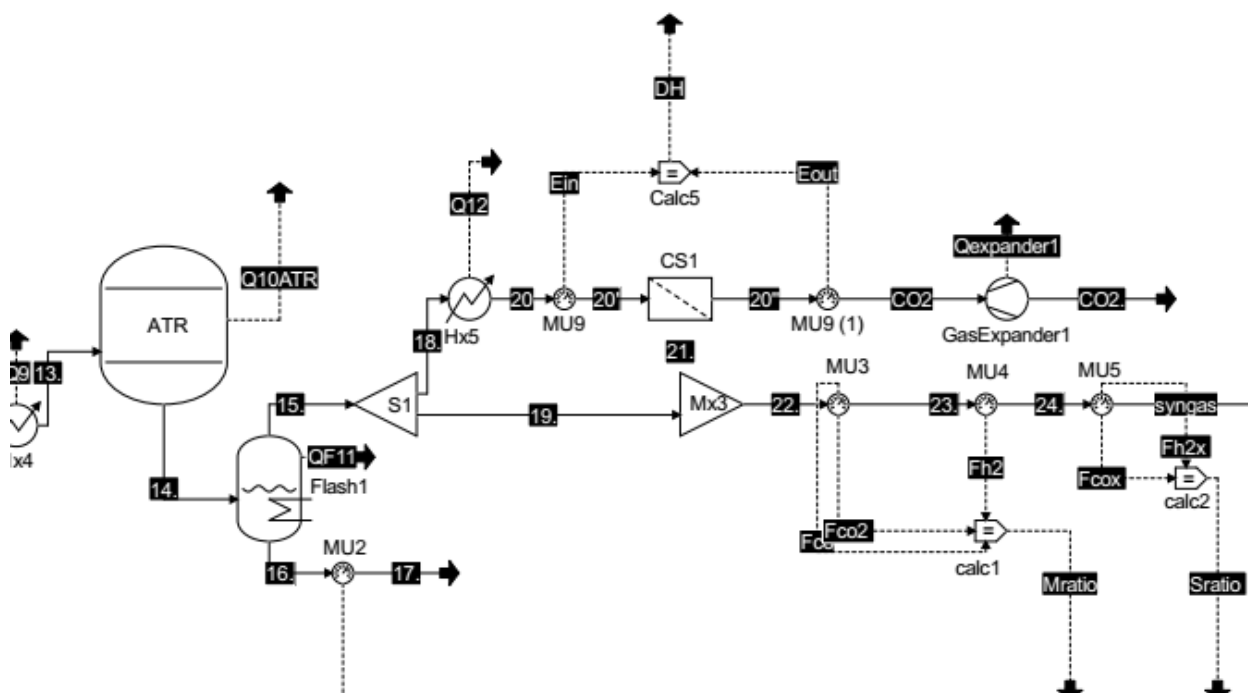 DH
Ein
Eout
Calc5
Q12
Qexpander1
Q10ATR
CS1
20
20'
20"
CO2
CO2.
MU9
MU9 (1)
GasExpander1
ATR
Hx5
18.
21.
MU3
MU4
MU5
Q9
13.
15.
S1
19.
Mx3
22.
23.
24.
syngas
QF11
Flash1
Fh2
Fh2x
Fcox
calc2
14.
Fco2
calc1
MU2
16.
17.
Mratio
Sratio